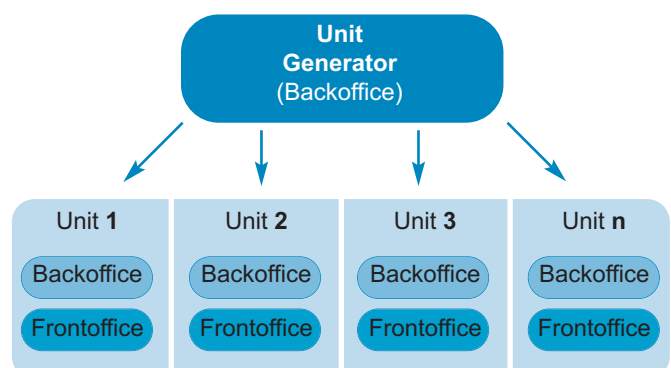 Unit
Generator
(Backoffice)
Unit 1
Unit 2
Unit 3
Unit n
Backoffice
Backoffice
Backoffice
Backoffice
Frontoffice
Frontoffice
Frontoffice
Frontoffice